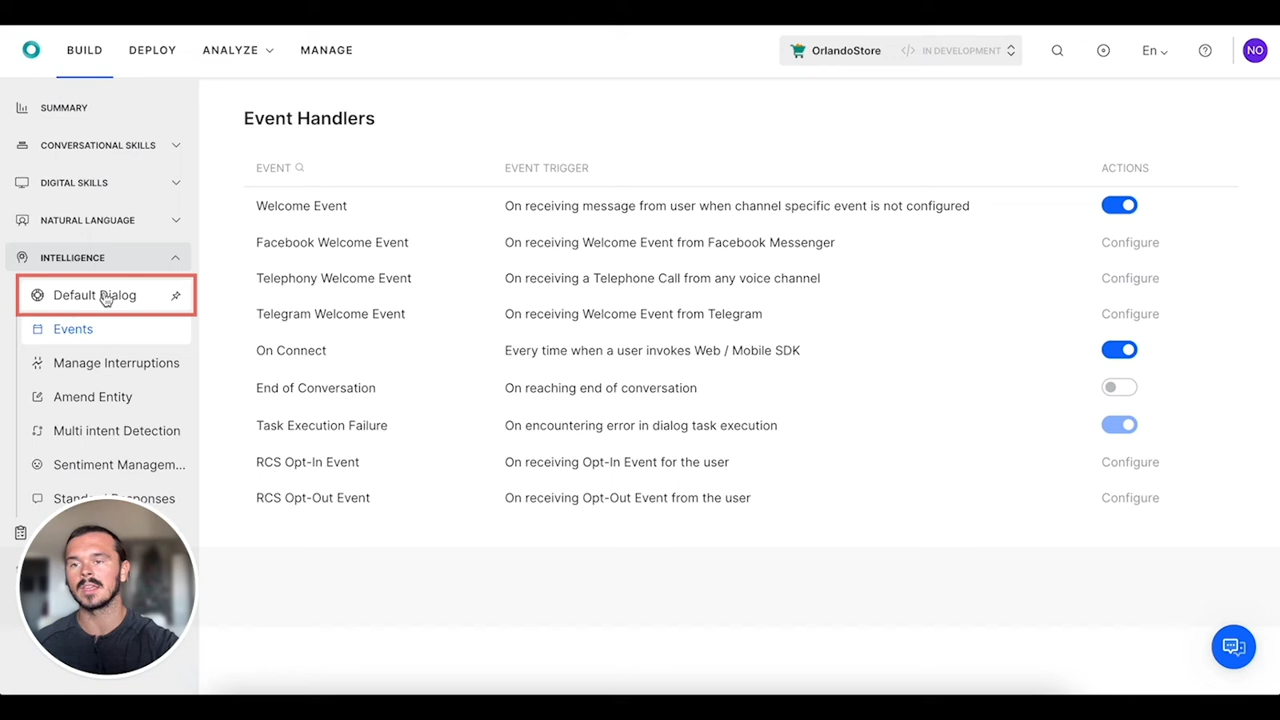 BUILD DEPLOY ANALYZE MANAGE OrlandoStore </> IN DEVELOPMENT En NO
SUMMARY
CONVERSATIONAL SKILLS
DIGITAL SKILLS
NATURAL LANGUAGE
INTELLIGENCE
Default Dialog
Events
Manage Interruptions
Amend Entity
Multi intent Detection
Sentiment Managem...
Standard Responses
Event Handlers
EVENT EVENT TRIGGER ACTIONS
Welcome Event On receiving message from user when channel specific event is not configured
Facebook Welcome Event On receiving Welcome Event from Facebook Messenger Configure
Telephony Welcome Event On receiving a Telephone Call from any voice channel Configure
Telegram Welcome Event On receiving Welcome Event from Telegram Configure
On Connect Every time when a user invokes Web / Mobile SDK
End of Conversation On reaching end of conversation
Task Execution Failure On encountering error in dialog task execution
RCS Opt-In Event On receiving Opt-In Event for the user Configure
RCS Opt-Out Event On receiving Opt-Out Event from the user Configure